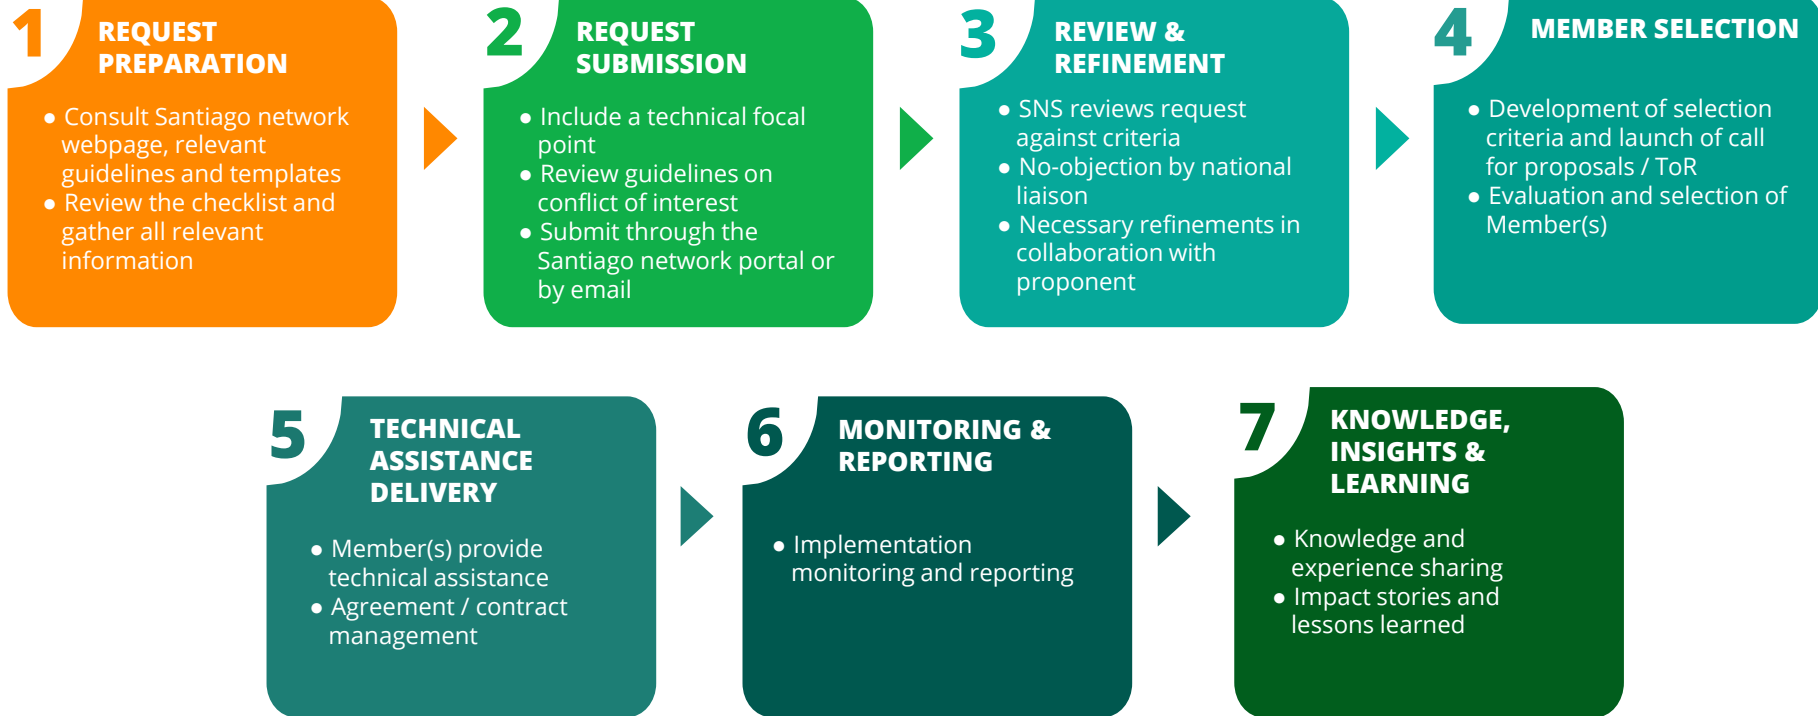 1
REQUEST
PREPARATION
● Consult Santiago network
webpage, relevant
guidelines and templates
● Review the checklist and
gather all relevant
information
2
REQUEST
SUBMISSION
● Include a technical focal
point
● Review guidelines on
conflict of interest
● Submit through the
Santiago network portal or
by email
3
REVIEW &
REFINEMENT
● SNS reviews request
against criteria
● No-objection by national
liaison
● Necessary refinements in
collaboration with
proponent
4
MEMBER SELECTION
● Development of selection
criteria and launch of call
for proposals / ToR
● Evaluation and selection of
Member(s)
5
TECHNICAL
ASSISTANCE
DELIVERY
● Member(s) provide
technical assistance
● Agreement / contract
management
6
MONITORING &
REPORTING
● Implementation
monitoring and reporting
7
KNOWLEDGE,
INSIGHTS &
LEARNING
● Knowledge and
experience sharing
● Impact stories and
lessons learned